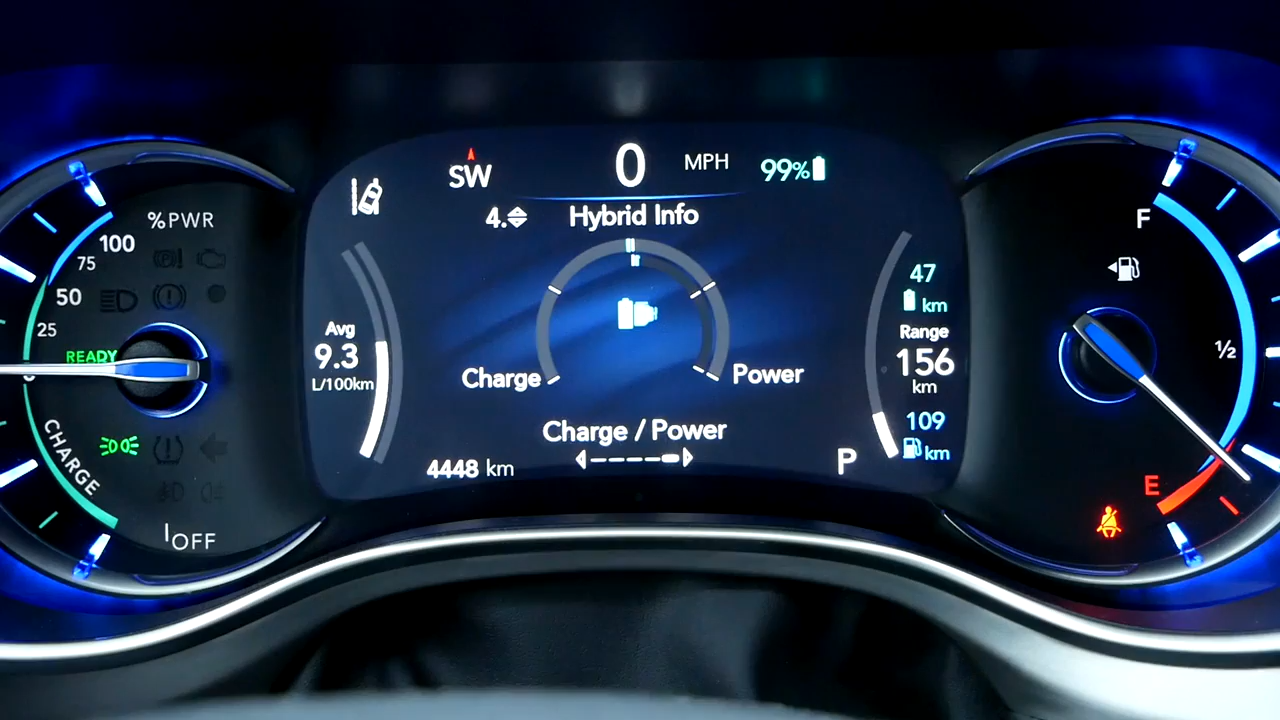 %PWR
100
75
50
25
READY
0
CHARGE
OFF
SW
0 MPH
99%
4.
Hybrid Info
Avg
9.3
L/100km
Charge
Power
Charge / Power
4448 km
P
47
km
Range
156
km
109
km
F
½
E